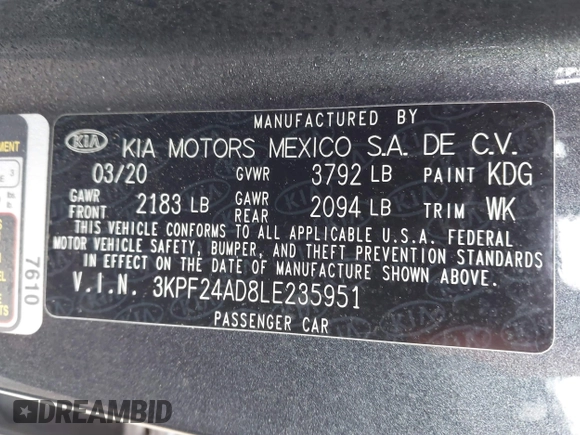 MANUFACTURED BY
KIA KIA MOTORS MEXICO S.A. DE C.V.
03/20 GVWR 3792 LB PAINT KDG
GAWR FRONT 2183 LB GAWR REAR 2094 LB TRIM WK
THIS VEHICLE CONFORMS TO ALL APPLICABLE U.S.A. FEDERAL
MOTOR VEHICLE SAFETY, BUMPER, AND THEFT PREVENTION STANDARDS
IN EFFECT ON THE DATE OF MANUFACTURE SHOWN ABOVE.
V.I.N. 3KPF24AD8LE235951
PASSENGER CAR
7610
DREAMBID